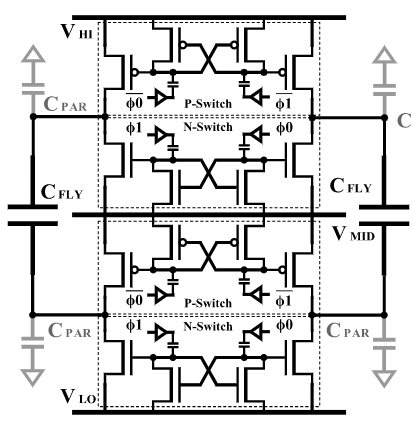 V HI
φ0 φ1
C PAR P-Switch C
φ1 N-Switch φ0
C FLY C FLY
V MID
φ0 φ1
P-Switch
C PAR φ1 N-Switch φ0 C PAR
V LO